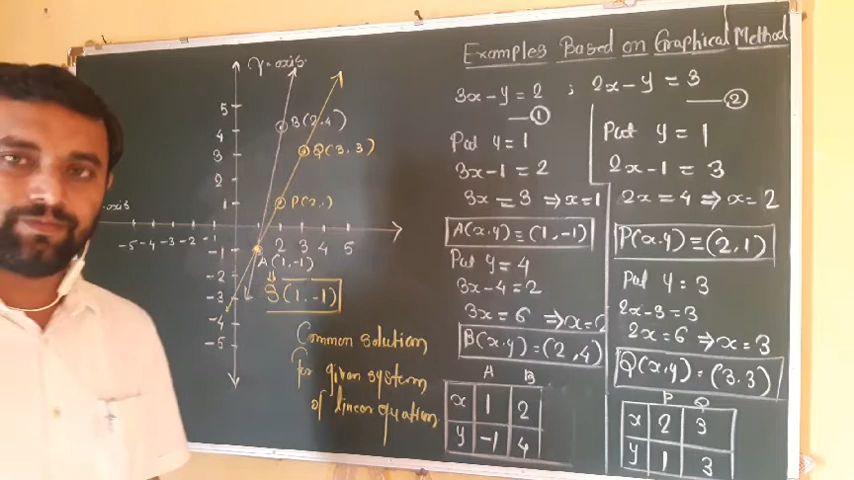 Examples Based on Graphical Method
3x-y=2 ; 2x-y=3
① ②
Put y=1
3x-1=2
3x=3 ⇒x=1
A(x,y)=(1,-1)
Put y=4
3x-4=2
3x=6 ⇒x=2
B(x,y)=(2,4)
A B
x 1 2
y -1 4
Put y=1
2x-1=3
2x=4 ⇒x=2
P(x,y)≡(2,1)
Put y=3
2x-3=3
2x=6 ⇒x=3
Q(x,y)=(3,3)
P Q
x 2 3
y 1 3
Y-axis
5
4 B(2,4)
3 Q(3,3)
2
1 P(2,
-axis
-5 -4 -3 -2 -1 2 3 4 5
-1
A(1,-1)
-2
-3 S(1,-1)
-4
-5
Common solution
for given system
of linear quation